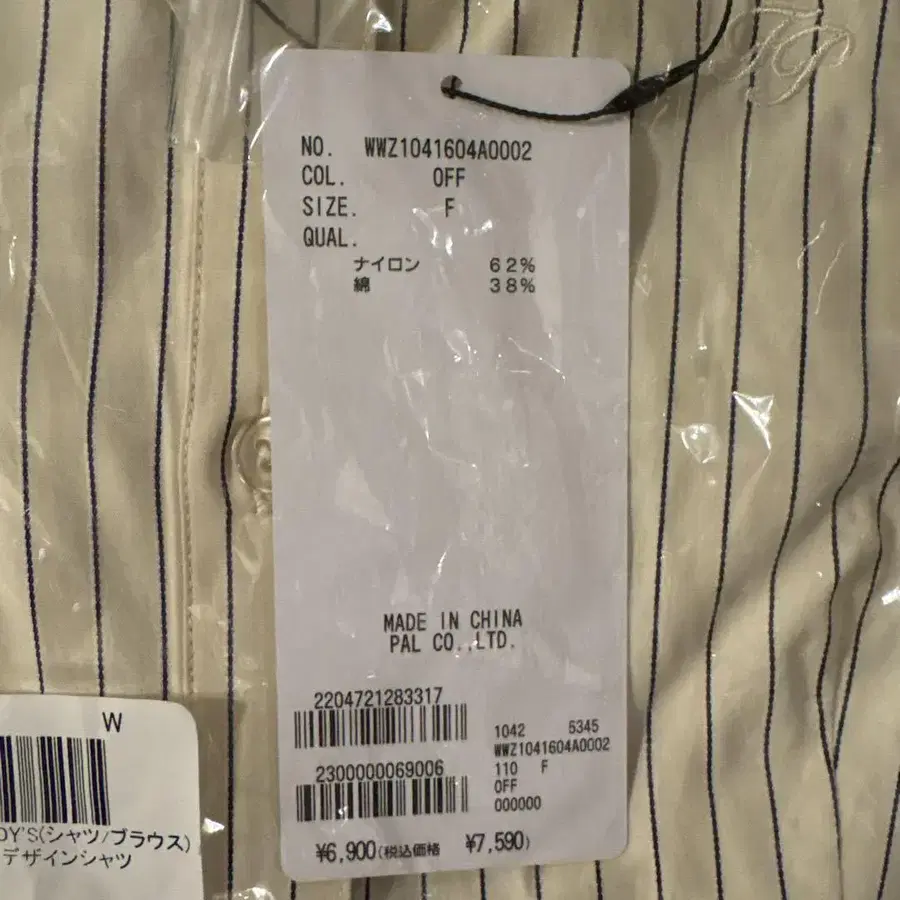 NO. WWZ1041604A0002
COL. OFF
SIZE. F
QUAL.
ナイロン 62%
綿 38%
MADE IN CHINA
PAL CO.,LTD.
2204721283317
2300000069006
1042 5345
WWZ1041604A0002
110 F
OFF
000000
¥6,900(税込価格 ¥7,590)
W
DY'S(シャツ/ブラウス)
デザインシャツ